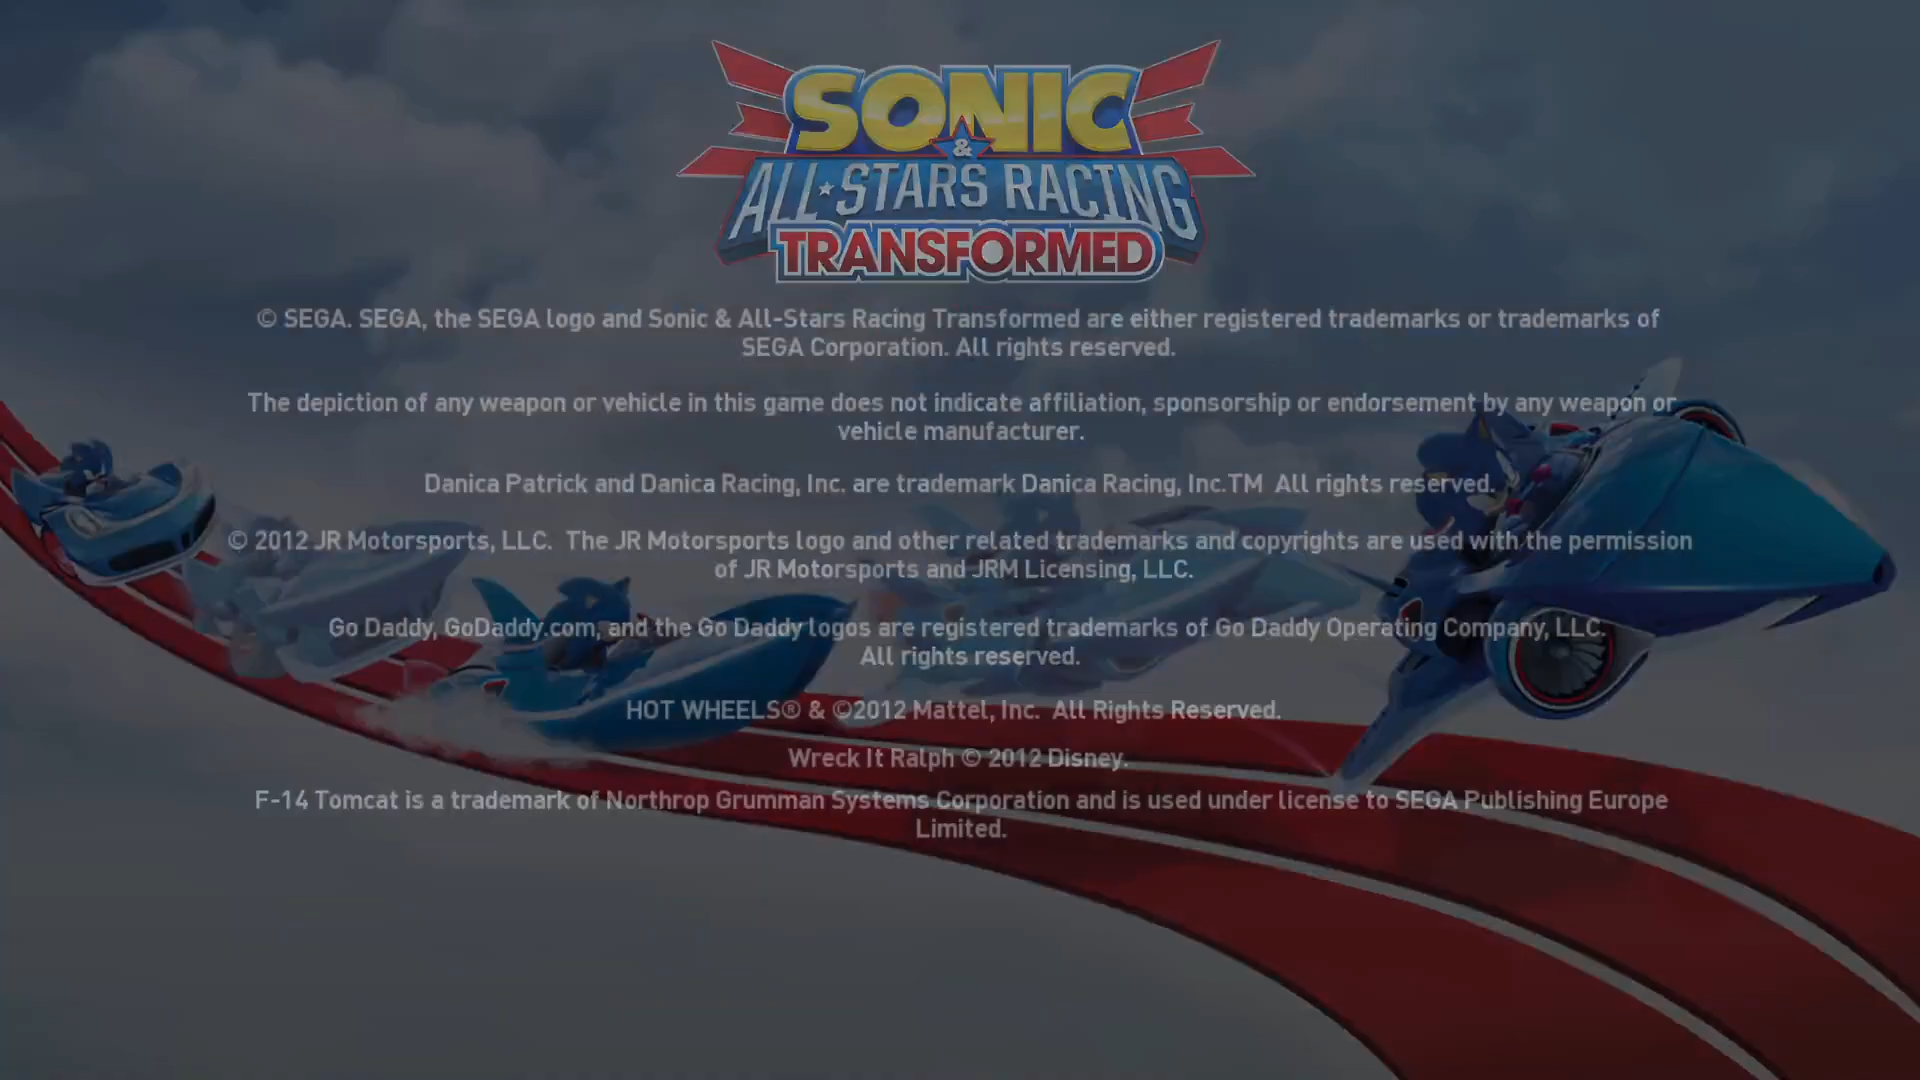 SONIC
&
ALL★STARS RACING
TRANSFORMED
© SEGA. SEGA, the SEGA logo and Sonic & All-Stars Racing Transformed are either registered trademarks or trademarks of
SEGA Corporation. All rights reserved.
The depiction of any weapon or vehicle in this game does not indicate affiliation, sponsorship or endorsement by any weapon or
vehicle manufacturer.
Danica Patrick and Danica Racing, Inc. are trademark Danica Racing, Inc.TM  All rights reserved.
© 2012 JR Motorsports, LLC.  The JR Motorsports logo and other related trademarks and copyrights are used with the permission
of JR Motorsports and JRM Licensing, LLC.
Go Daddy, GoDaddy.com, and the Go Daddy logos are registered trademarks of Go Daddy Operating Company, LLC.
All rights reserved.
HOT WHEELS® & ©2012 Mattel, Inc.  All Rights Reserved.
Wreck It Ralph © 2012 Disney.
F-14 Tomcat is a trademark of Northrop Grumman Systems Corporation and is used under license to SEGA Publishing Europe
Limited.